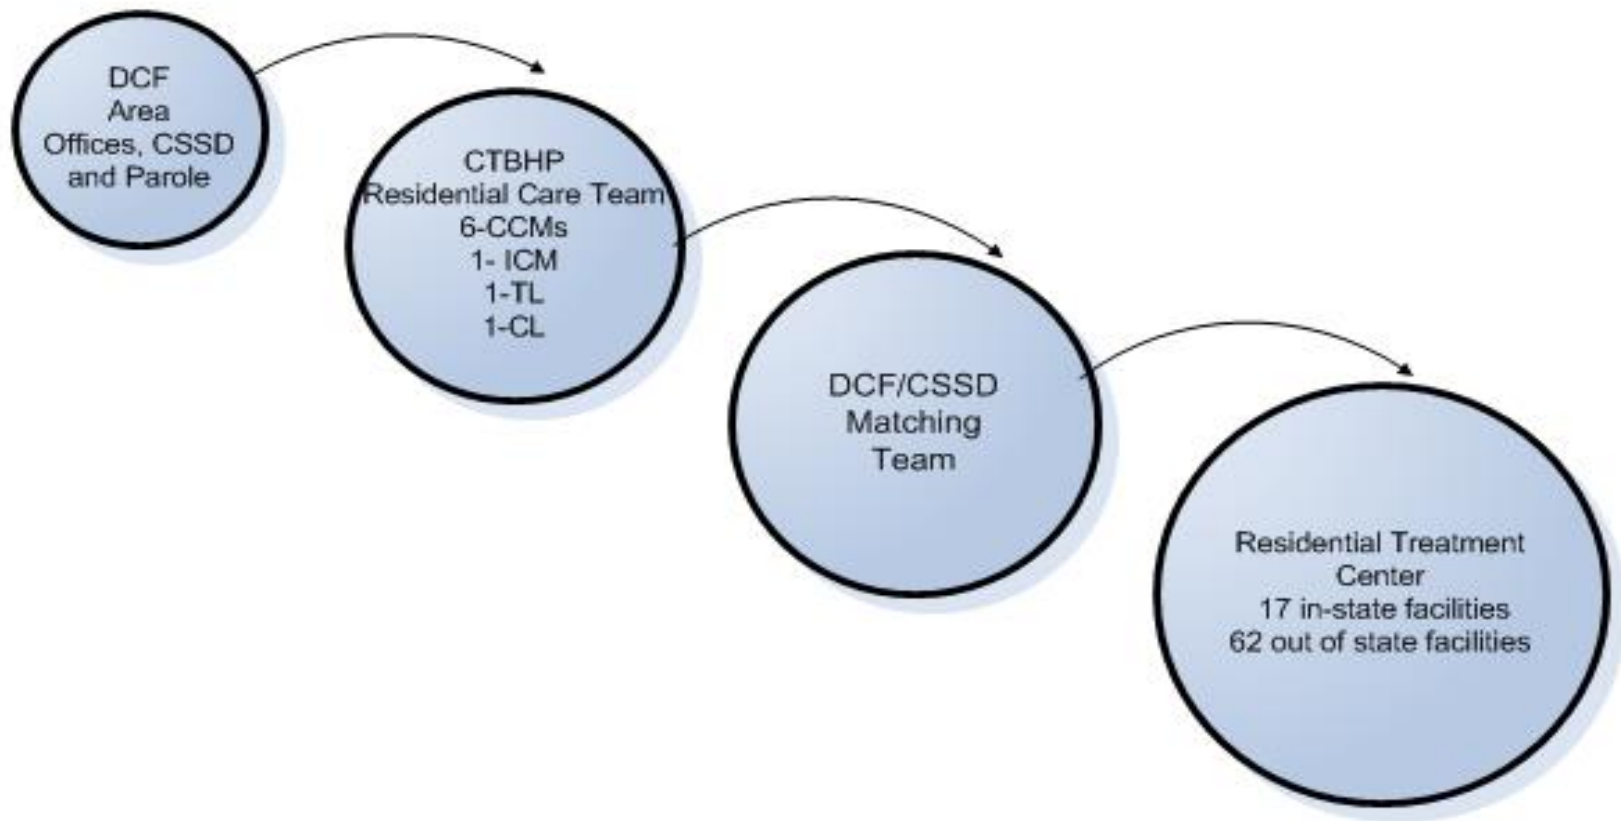 DCF
Area
Offices, CSSD
and Parole
CTBHP
Residential Care Team
6-CCMs
1- ICM
1-TL
1-CL
DCF/CSSD
Matching
Team
Residential Treatment
Center
17 in-state facilities
62 out of state facilities